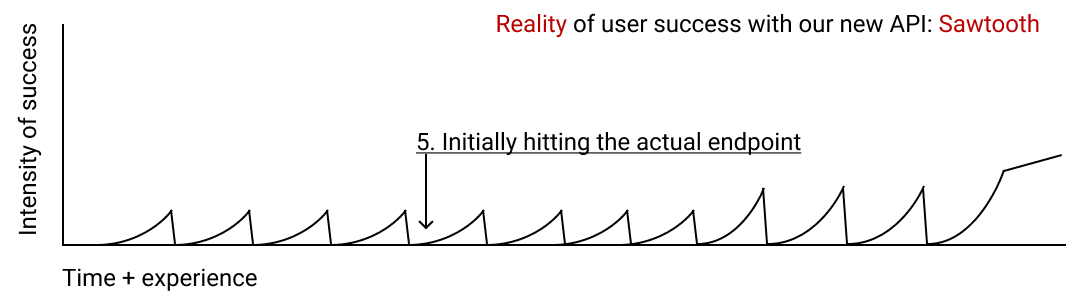 Reality of user success with our new API: Sawtooth
Intensity of success
5. Initially hitting the actual endpoint
Time + experience